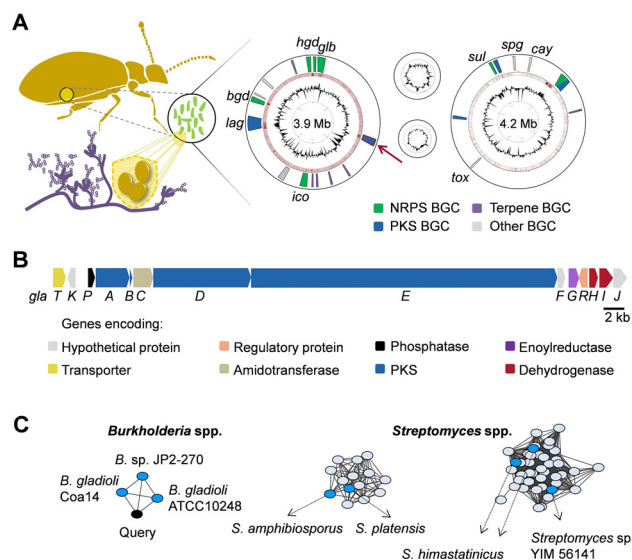 A
hgd
glb
bgd
lag
3.9 Mb
ico
sul
spg
cay
4.2 Mb
tox
NRPS BGC
Terpene BGC
PKS BGC
Other BGC
B
gla T K P A B C D E F G R H I J
2 kb
Genes encoding:
Hypothetical protein
Regulatory protein
Phosphatase
Enoylreductase
Transporter
Amidotransferase
PKS
Dehydrogenase
C
Burkholderia spp.
Streptomyces spp.
B. sp. JP2-270
B. gladioli
Coa14
B. gladioli
ATCC10248
Query
S. amphibiosporus
S. platensis
S. himastatinicus
Streptomyces sp
YIM 56141